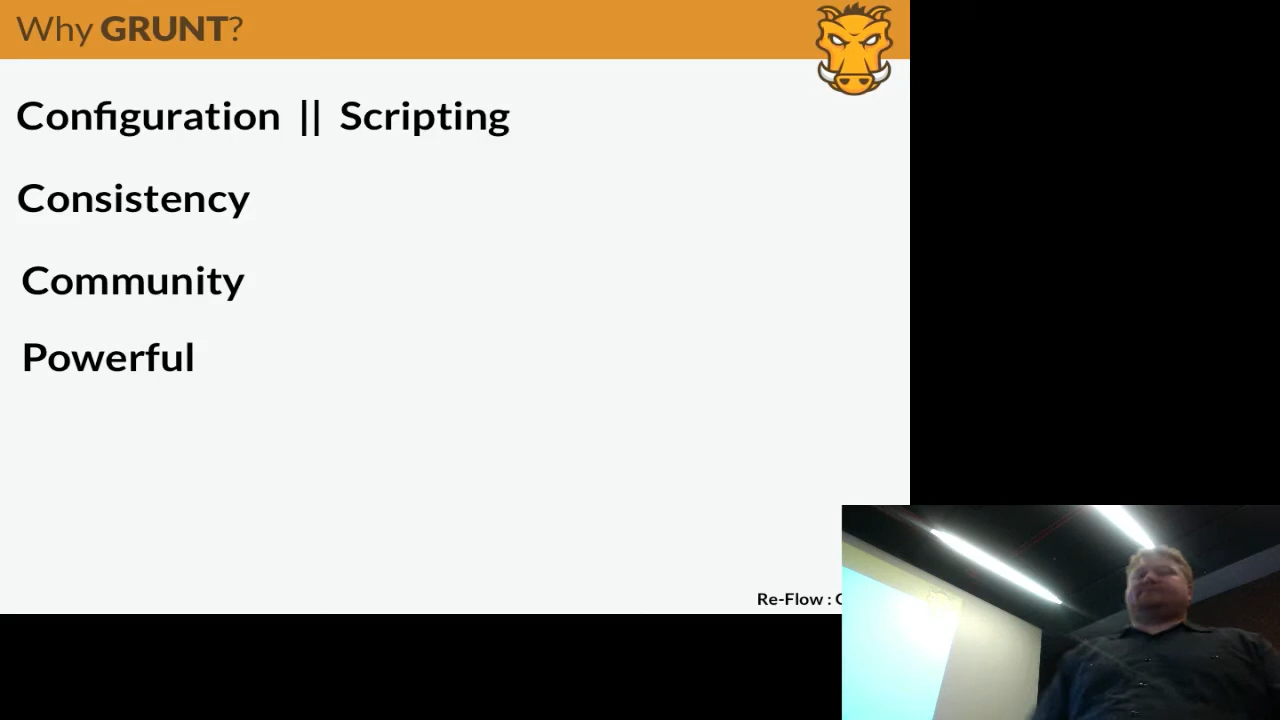 Why GRUNT?
Configuration || Scripting
Consistency
Community
Powerful
Re-Flow :